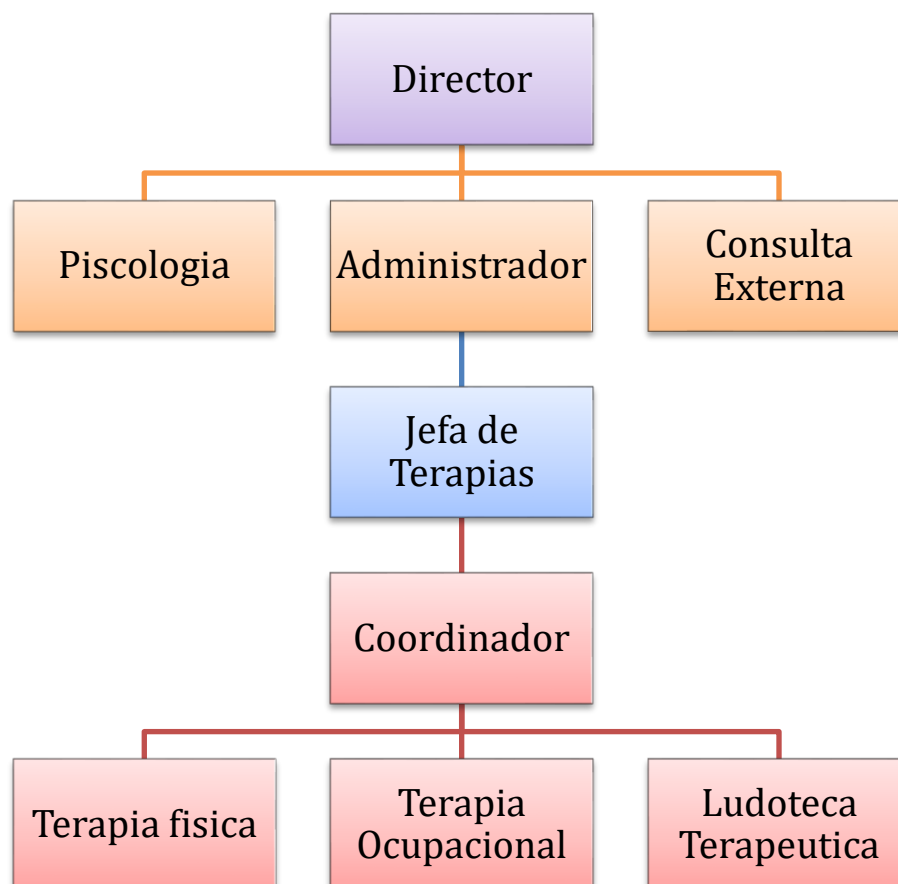 Director
Piscologia
Administrador
Consulta
Externa
Jefa de
Terapias
Coordinador
Terapia fisica
Terapia
Ocupacional
Ludoteca
Terapeutica